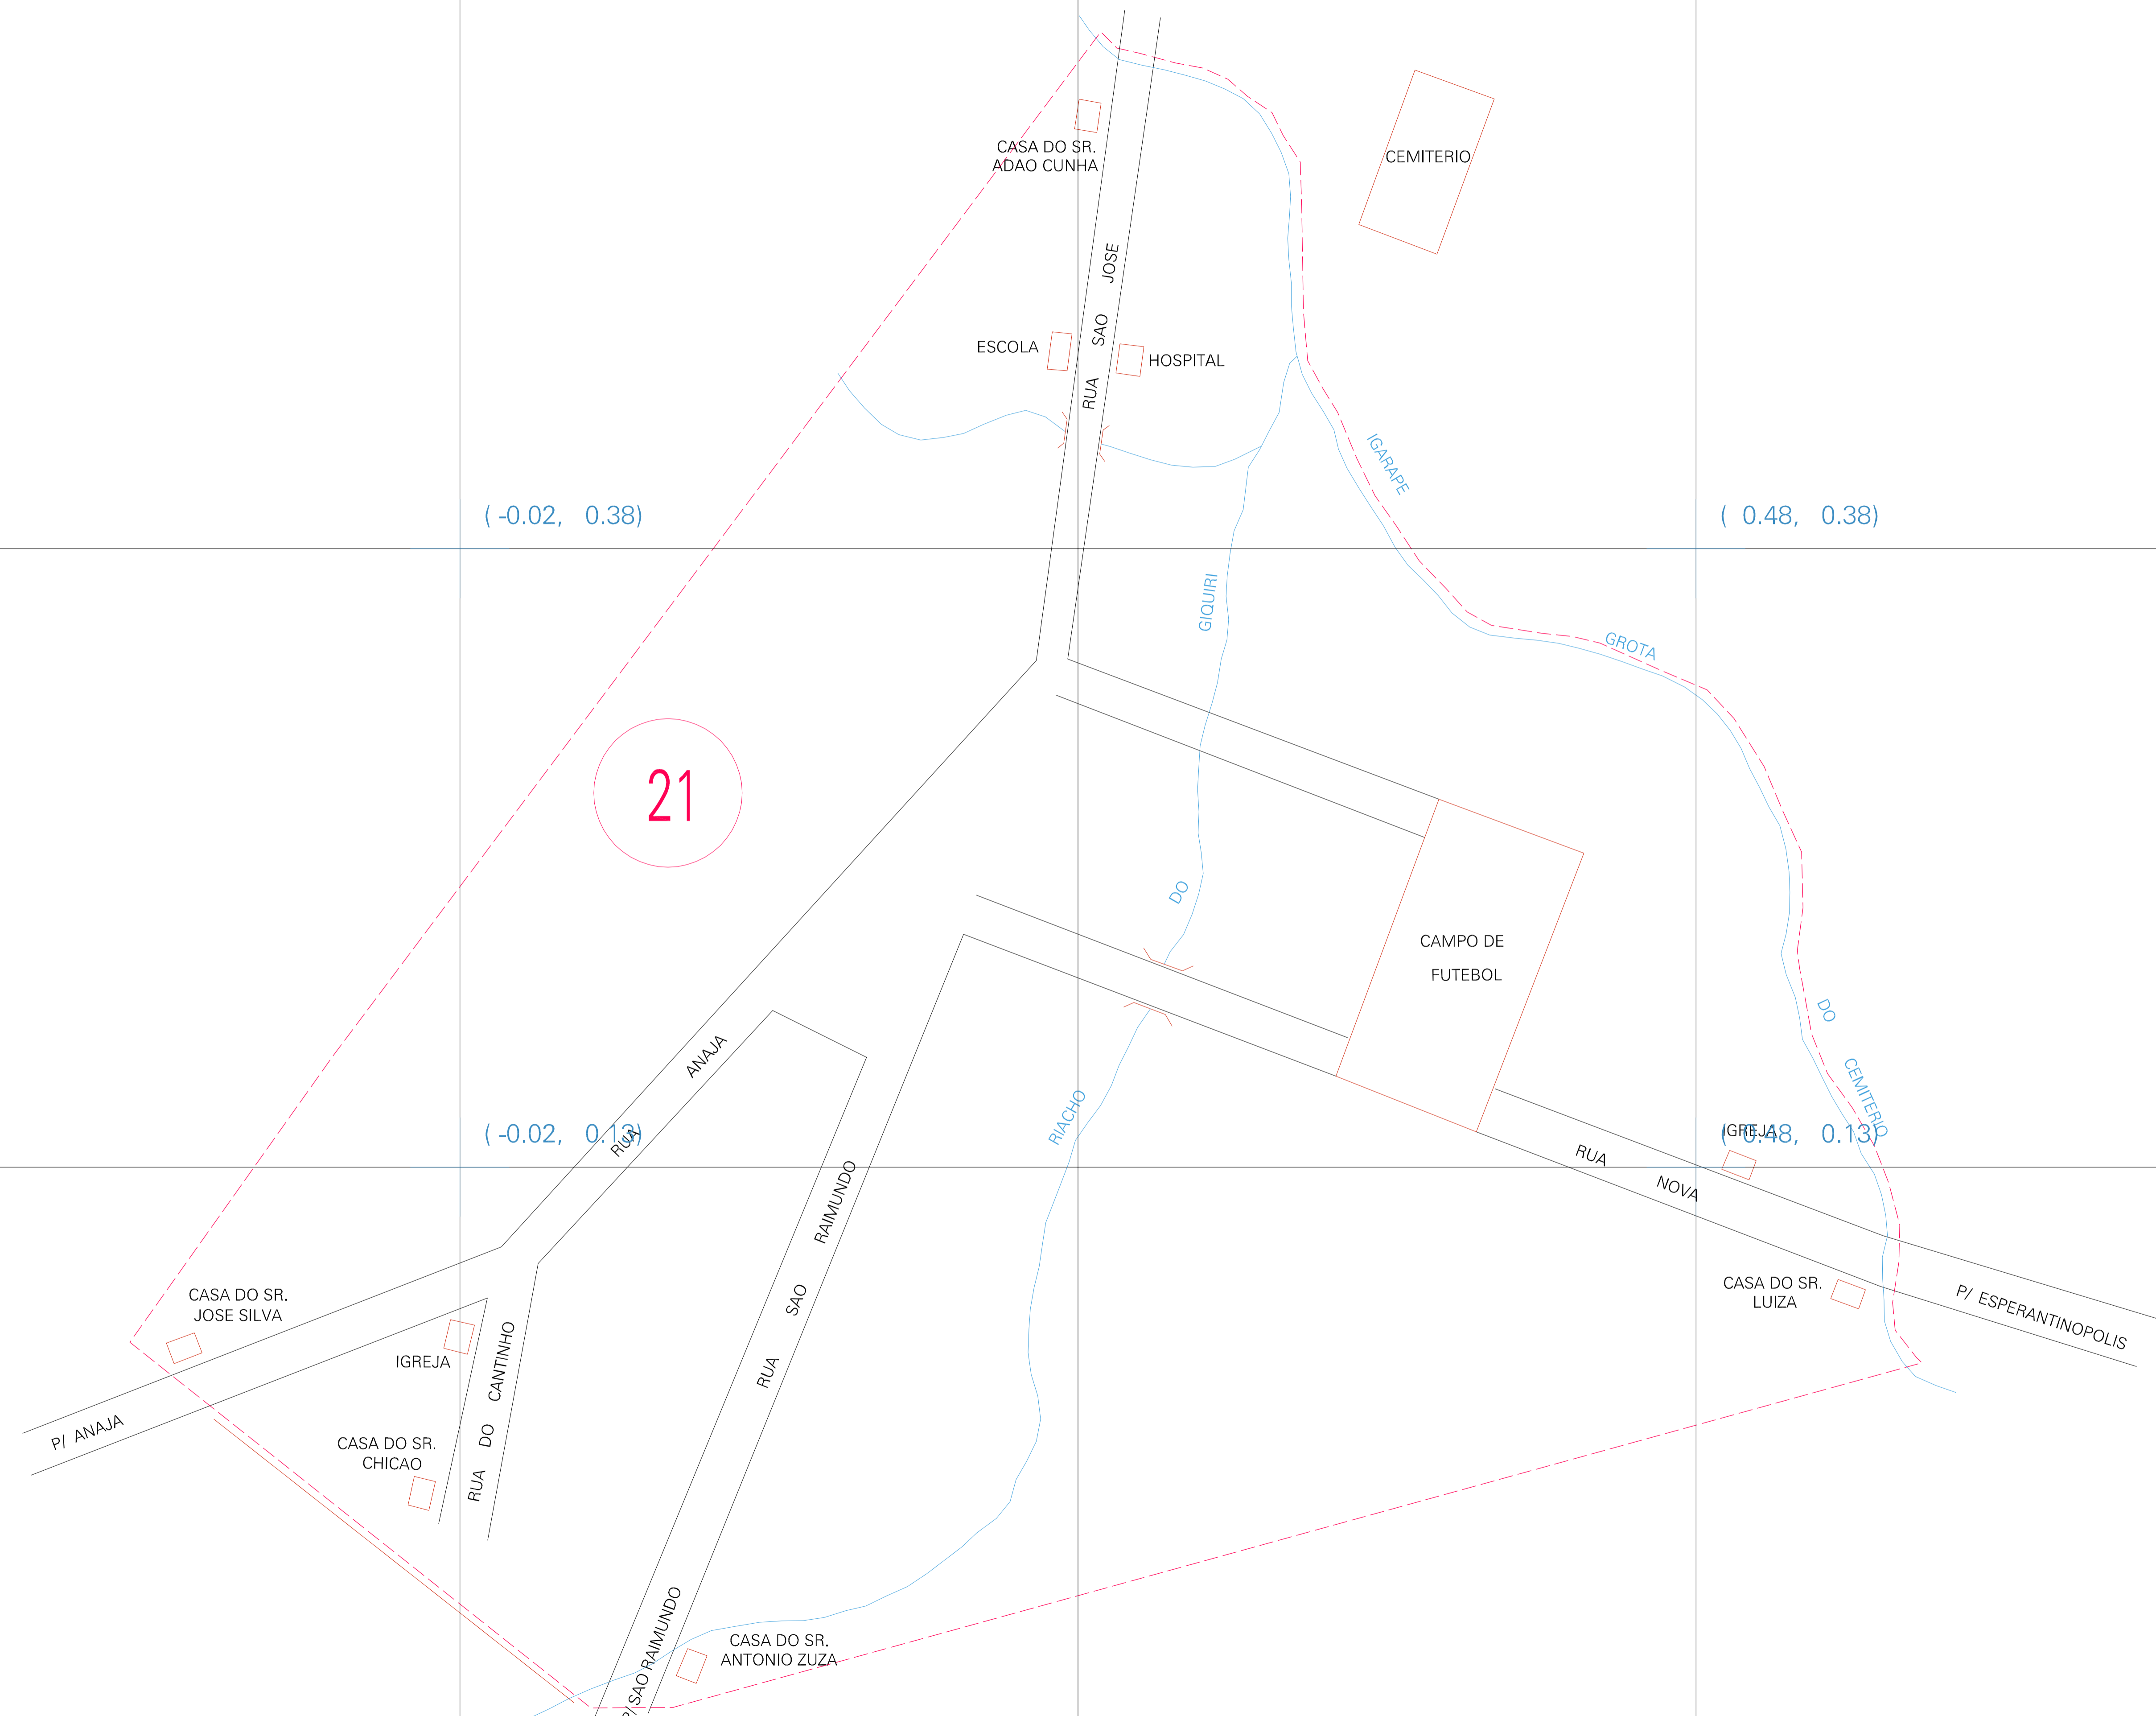 CASA DO SR.
ADAO CUNHA
CEMITERIO
RUA SAO JOSE
ESCOLA
HOSPITAL
IGARAPE GROTA DO CEMITERIO
( -0.02, 0.38)
( 0.48, 0.38)
RIACHO DO GIQUIRI
21
CAMPO DE
FUTEBOL
RUA ANAJA
( -0.02, 0.13)
( 0.48, 0.13)
IGREJA
RUA NOVA
RUA SAO RAIMUNDO
CASA DO SR.
JOSE SILVA
CASA DO SR.
LUIZA
P/ ESPERANTINOPOLIS
IGREJA
RUA DO CANTINHO
P/ ANAJA
CASA DO SR.
CHICAO
P/ SAO RAIMUNDO
CASA DO SR.
ANTONIO ZUZA